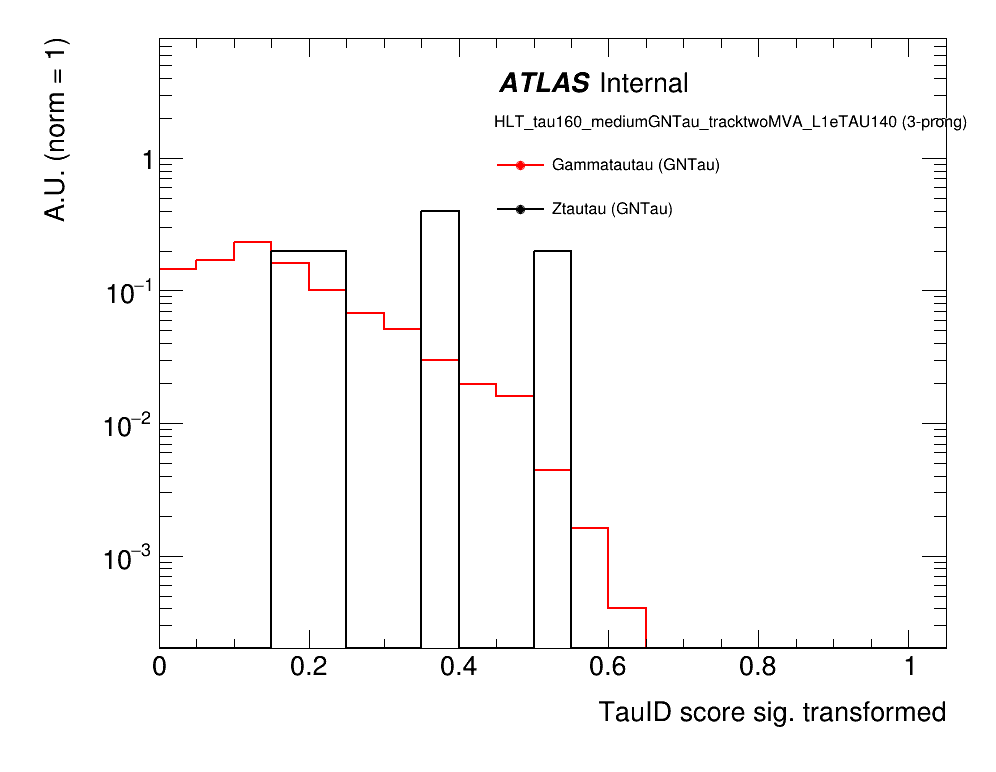 A.U. (norm = 1)
ATLAS Internal
HLT_tau160_mediumGNTau_tracktwoMVA_L1eTAU140 (3-prong)
Gammatautau (GNTau)
Ztautau (GNTau)
1
10⁻¹
10⁻²
10⁻³
0 0.2 0.4 0.6 0.8 1
TauID score sig. transformed